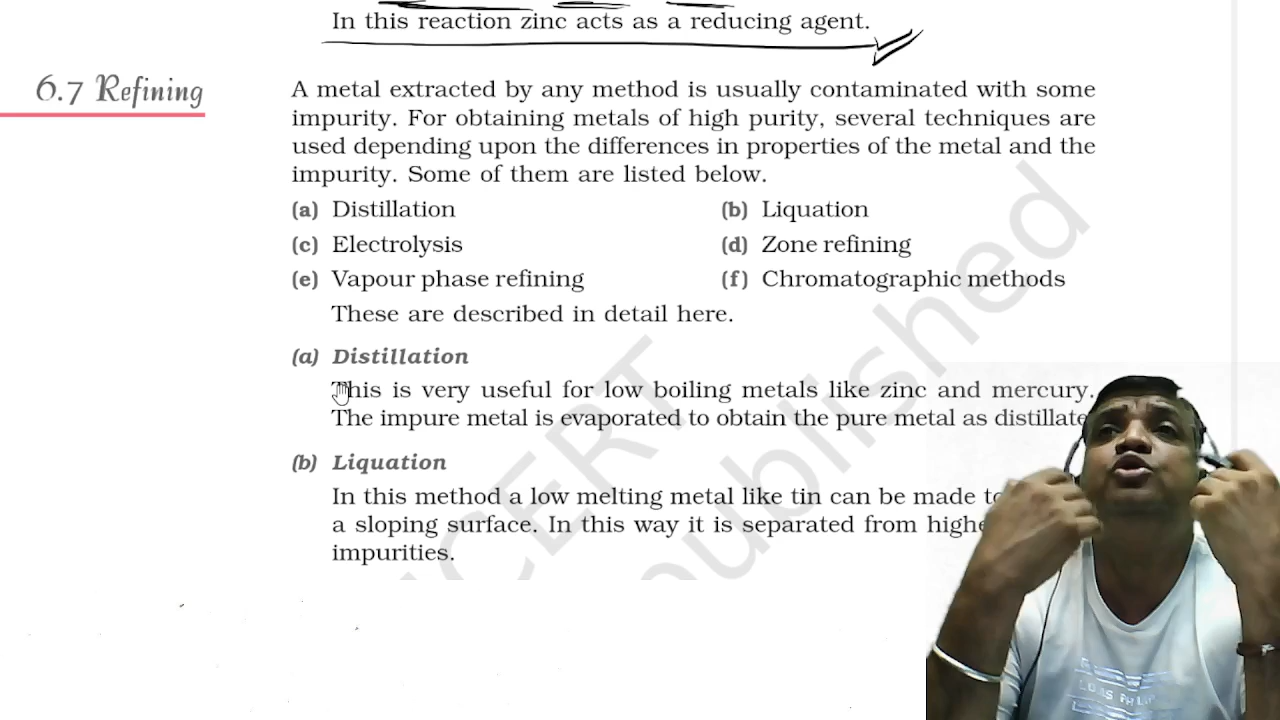 In this reaction zinc acts as a reducing agent.
6.7 Refining
A metal extracted by any method is usually contaminated with some
impurity. For obtaining metals of high purity, several techniques are
used depending upon the differences in properties of the metal and the
impurity. Some of them are listed below.
(a) Distillation (b) Liquation
(c) Electrolysis (d) Zone refining
(e) Vapour phase refining (f) Chromatographic methods
These are described in detail here.
(a) Distillation
This is very useful for low boiling metals like zinc and mercury.
The impure metal is evaporated to obtain the pure metal as distillate
(b) Liquation
In this method a low melting metal like tin can be made
a sloping surface. In this way it is separated from
impurities.
NCERT
published